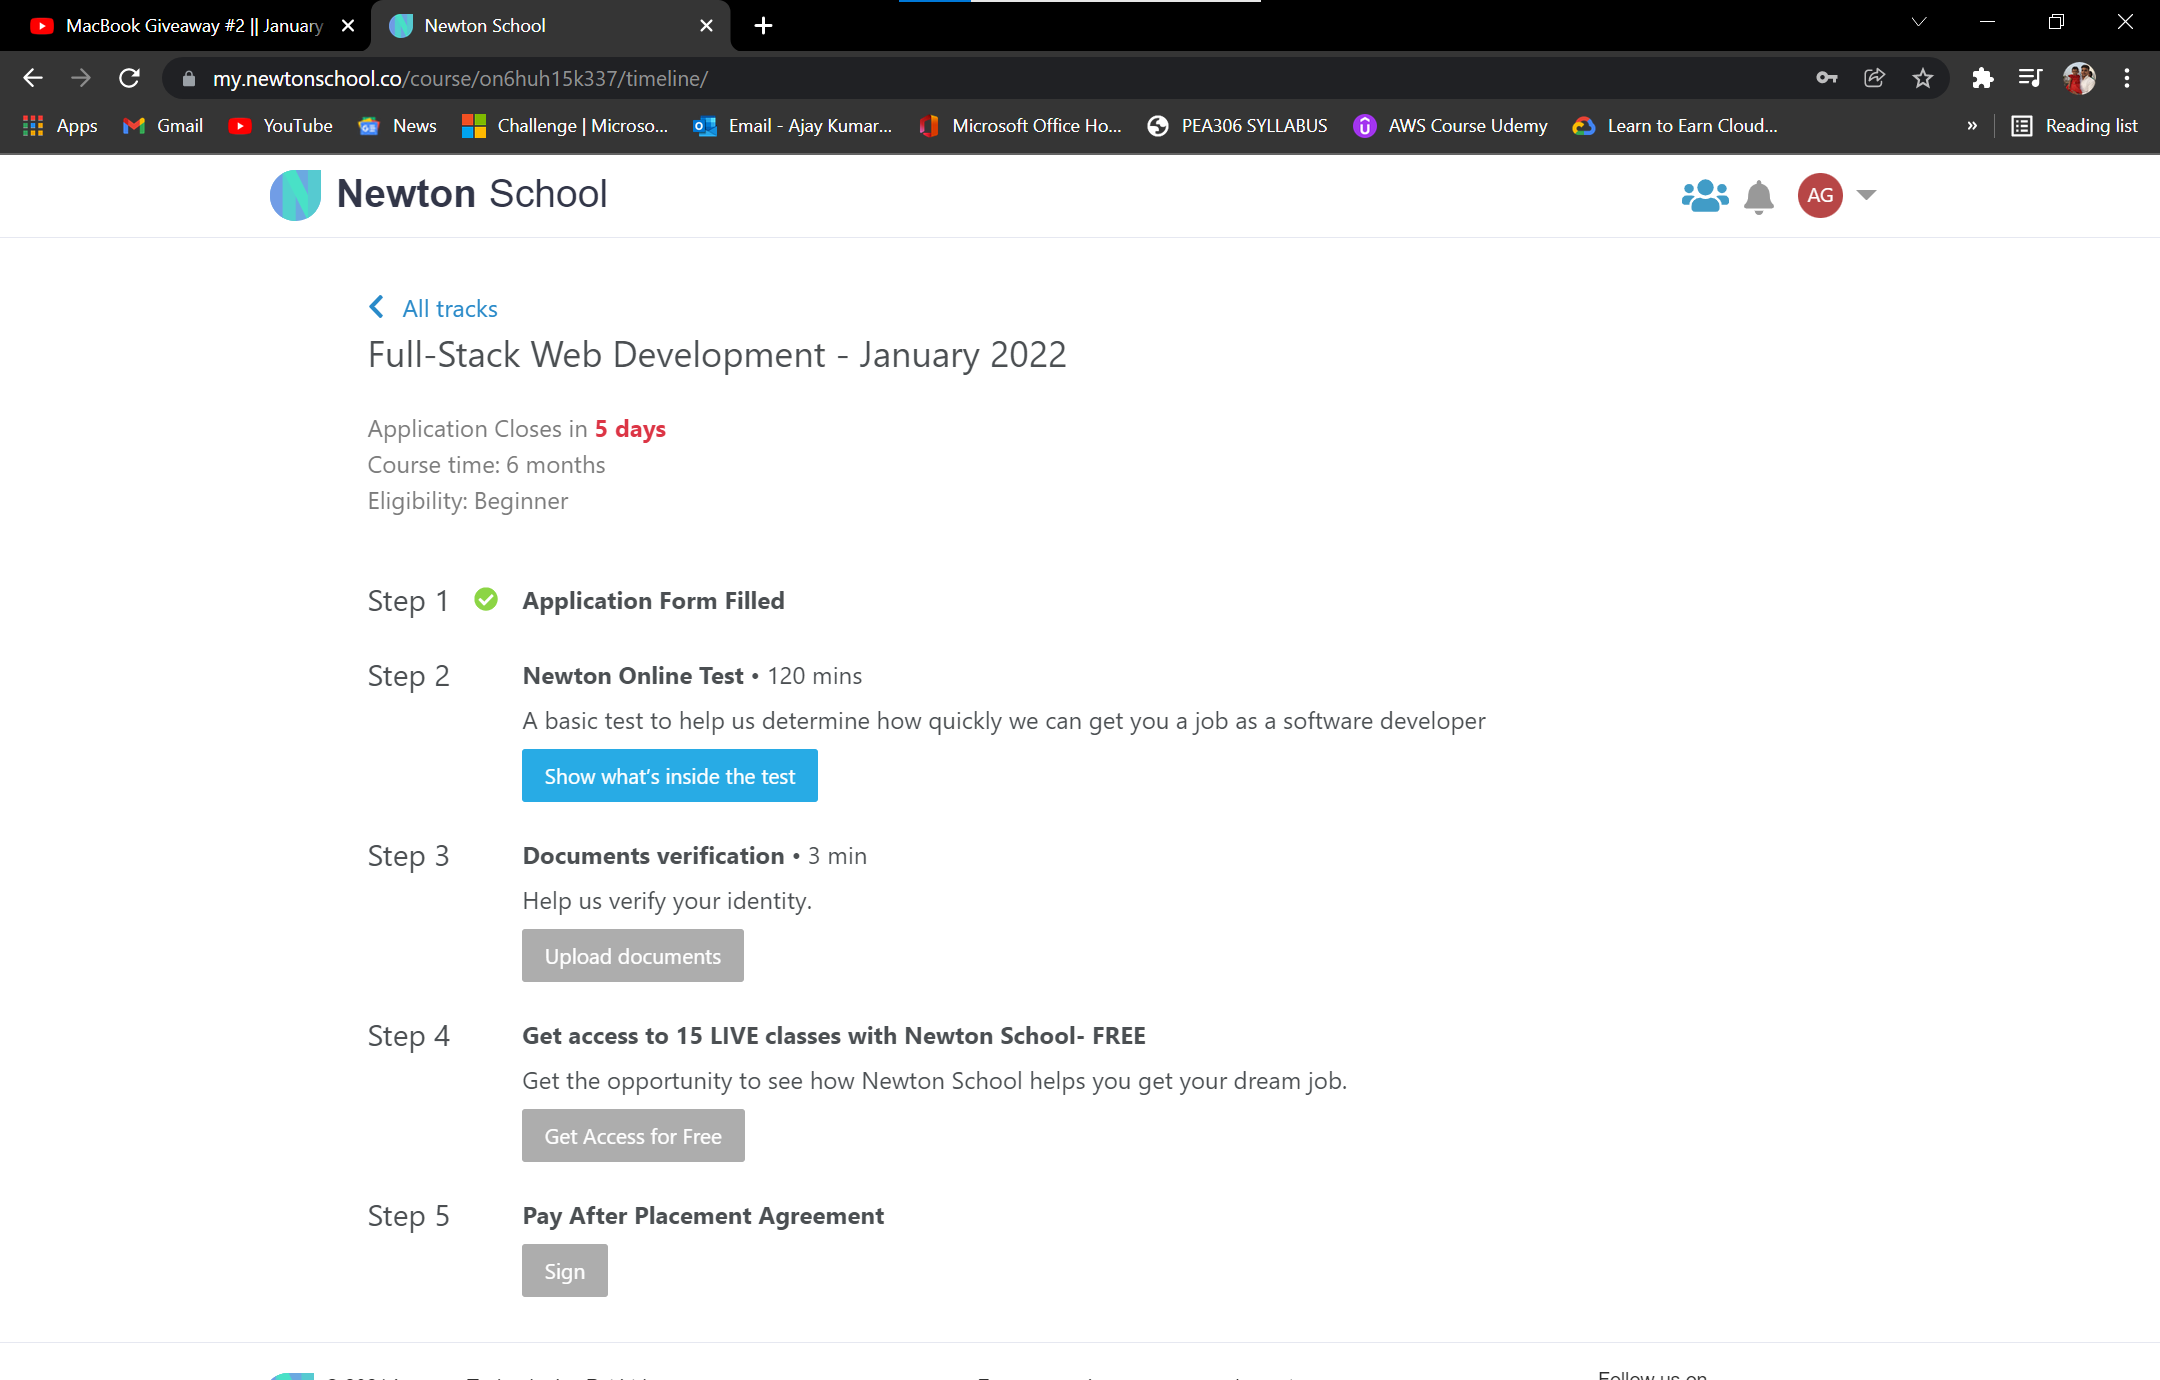 MacBook Giveaway #2 || January
Newton School
my.newtonschool.co/course/on6huh15k337/timeline/
Apps Gmail YouTube News Challenge | Microso... Email - Ajay Kumar... Microsoft Office Ho... PEA306 SYLLABUS AWS Course Udemy Learn to Earn Cloud... » Reading list
Newton School
AG
All tracks
Full-Stack Web Development - January 2022
Application Closes in 5 days
Course time: 6 months
Eligibility: Beginner
Step 1 Application Form Filled
Step 2 Newton Online Test • 120 mins
A basic test to help us determine how quickly we can get you a job as a software developer
Show what's inside the test
Step 3 Documents verification • 3 min
Help us verify your identity.
Upload documents
Step 4 Get access to 15 LIVE classes with Newton School- FREE
Get the opportunity to see how Newton School helps you get your dream job.
Get Access for Free
Step 5 Pay After Placement Agreement
Sign
Follow us on